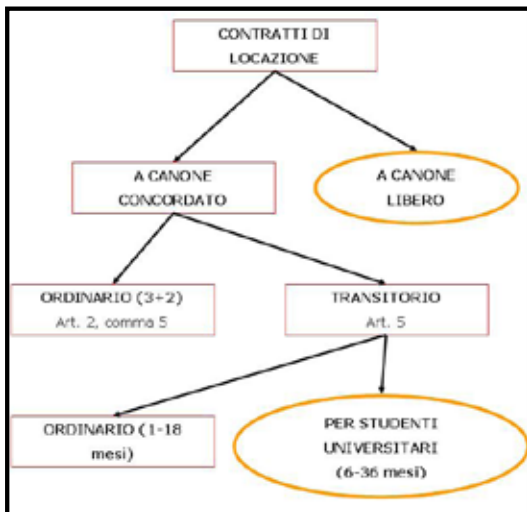 CONTRATTI DI
LOCAZIONE
A CANONE
CONCORDATO
A CANONE
LIBERO
ORDINARIO (3+2)
Art. 2, comma 5
TRANSITORIO
Art. 5
ORDINARIO (1-18
mesi)
PER STUDENTI
UNIVERSITARI
(6-36 mesi)